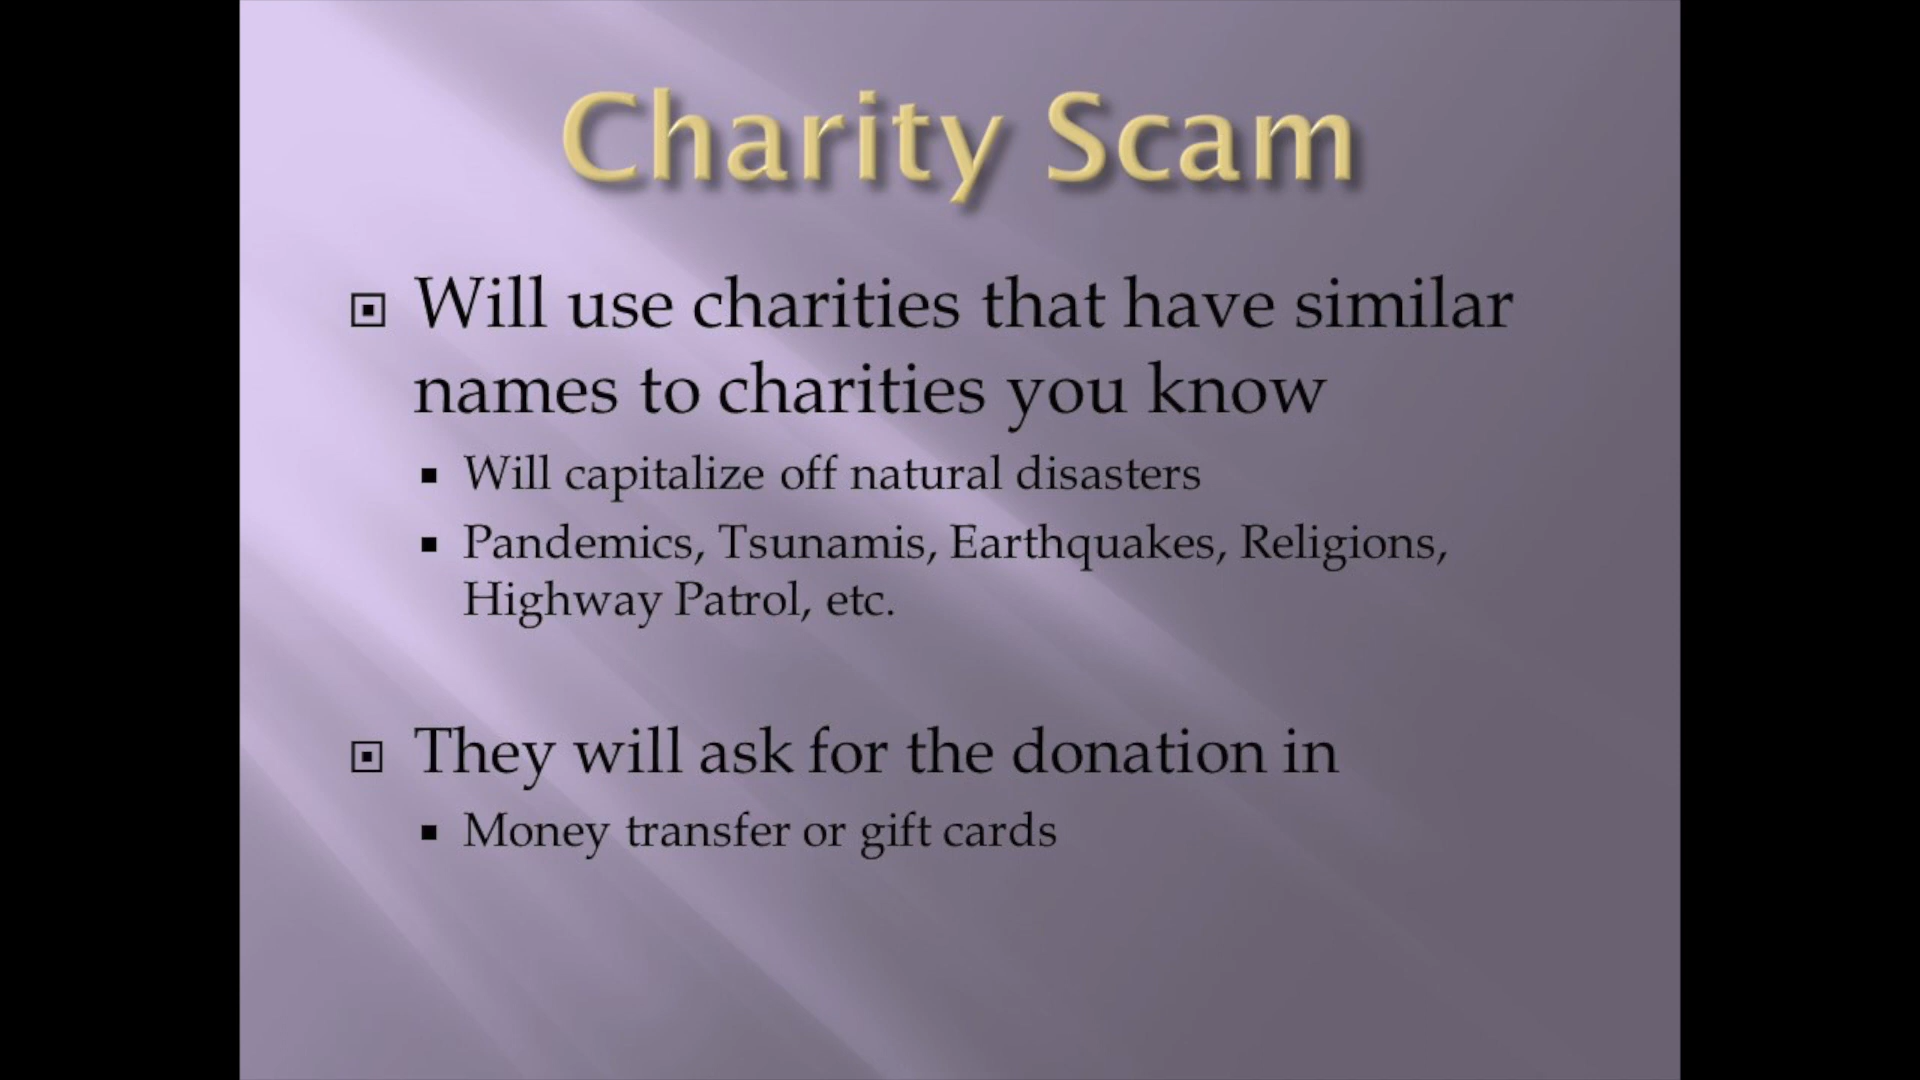 Charity Scam
Will use charities that have similar
names to charities you know
Will capitalize off natural disasters
Pandemics, Tsunamis, Earthquakes, Religions,
Highway Patrol, etc.
They will ask for the donation in
Money transfer or gift cards